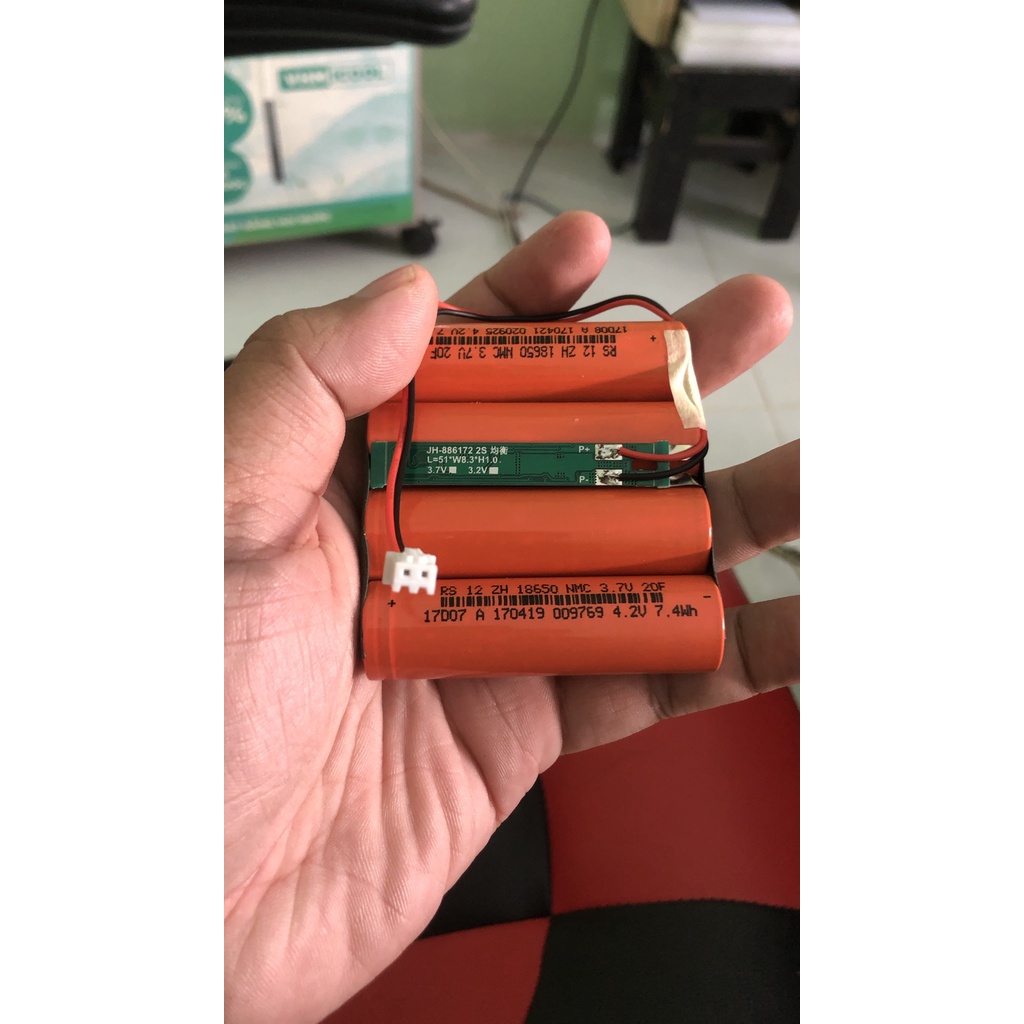 ICOOL
%
17D08 A 170421 020925 4.2V 7
RS 12 ZH 18650 NMC 3.7V 20F
+
JH-886172 2S 均衡
L=51*W8.3*H1.0
3.7V 3.2V
P+
P-
RS 12 ZH 18650 NMC 3.7V 20F
+ -
17D07 A 170419 009769 4.2V 7.4Wh